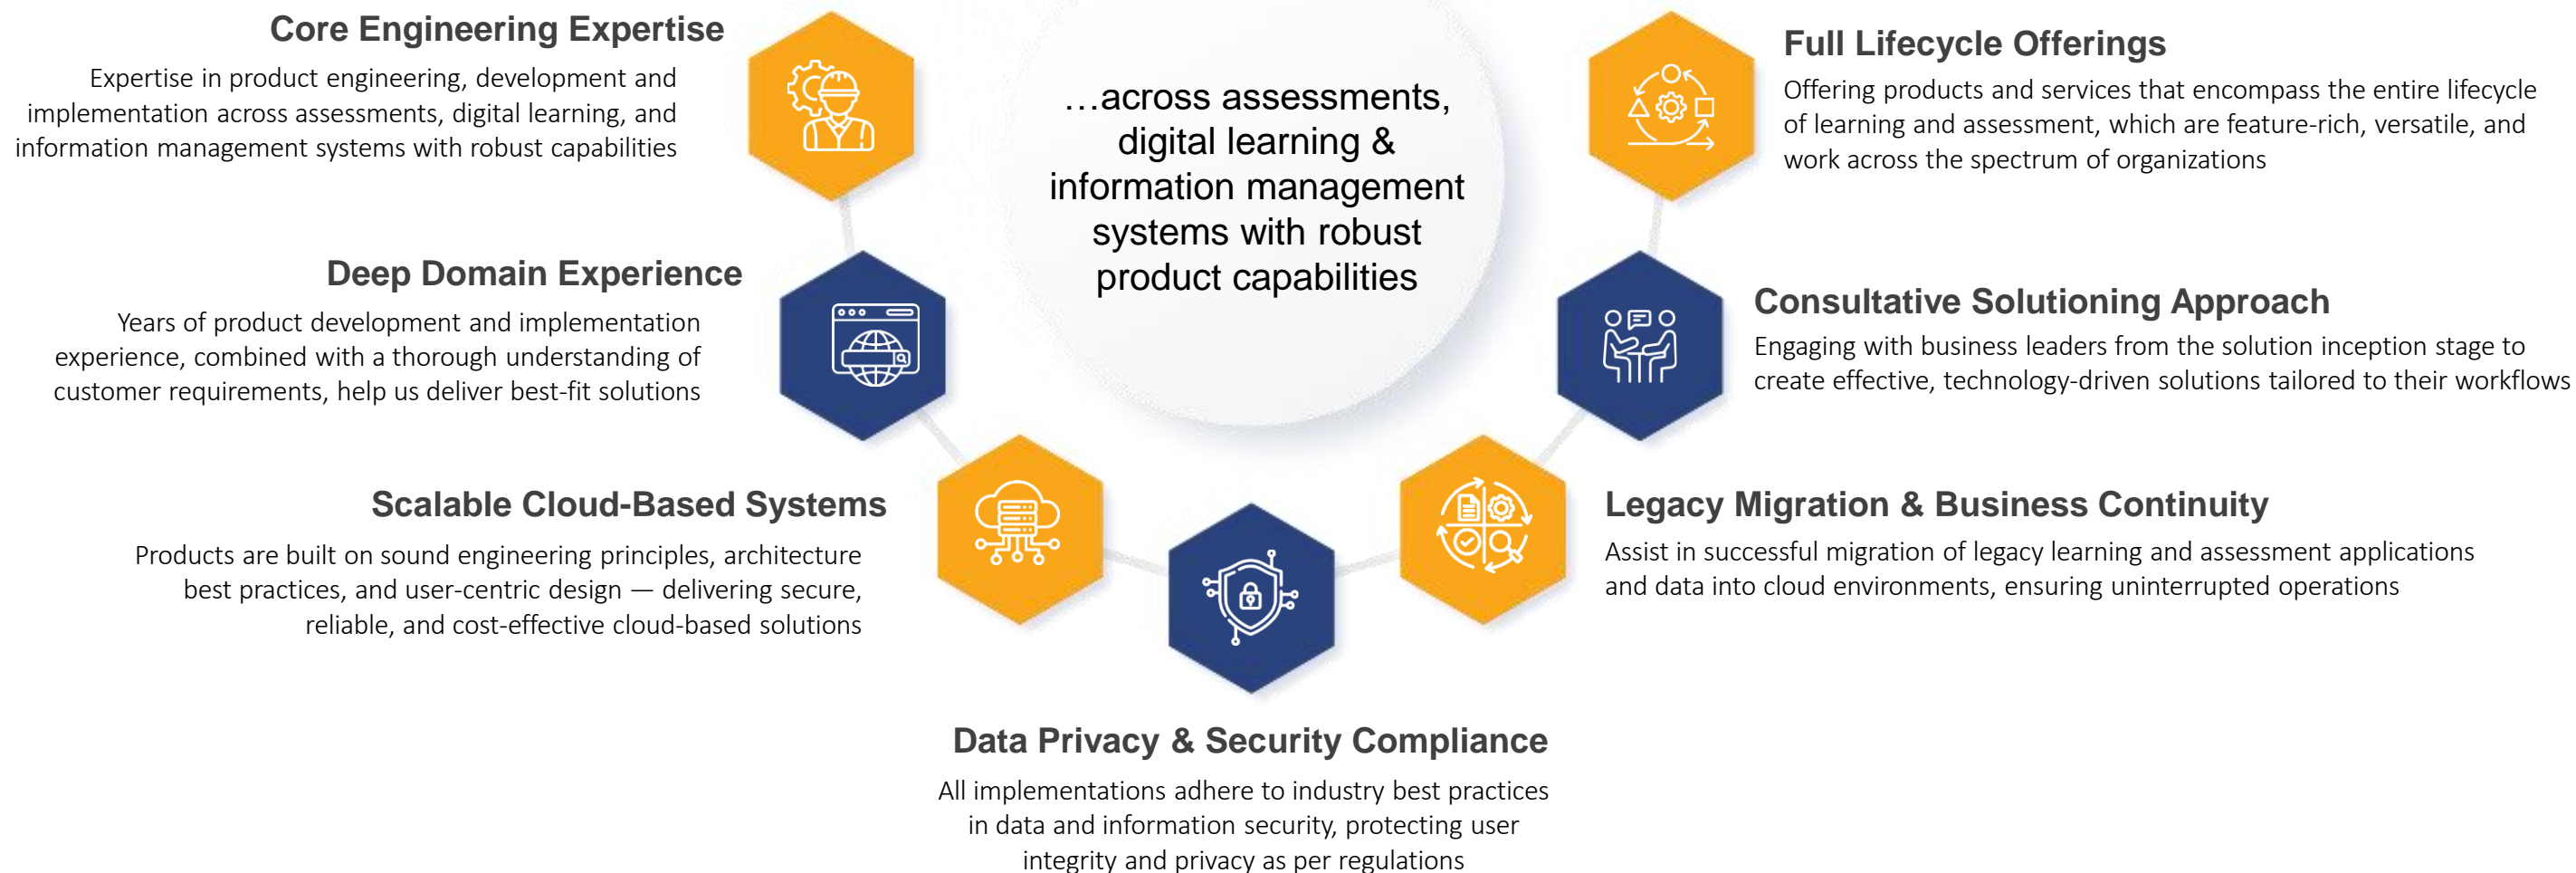 Core Engineering Expertise
Expertise in product engineering, development and
implementation across assessments, digital learning, and
information management systems with robust capabilities
Deep Domain Experience
Years of product development and implementation
experience, combined with a thorough understanding of
customer requirements, help us deliver best-fit solutions
Scalable Cloud-Based Systems
Products are built on sound engineering principles, architecture
best practices, and user-centric design — delivering secure,
reliable, and cost-effective cloud-based solutions
…across assessments,
digital learning &
information management
systems with robust
product capabilities
Data Privacy & Security Compliance
All implementations adhere to industry best practices
in data and information security, protecting user
integrity and privacy as per regulations
Full Lifecycle Offerings
Offering products and services that encompass the entire lifecycle
of learning and assessment, which are feature-rich, versatile, and
work across the spectrum of organizations
Consultative Solutioning Approach
Engaging with business leaders from the solution inception stage to
create effective, technology-driven solutions tailored to their workflows
Legacy Migration & Business Continuity
Assist in successful migration of legacy learning and assessment applications
and data into cloud environments, ensuring uninterrupted operations